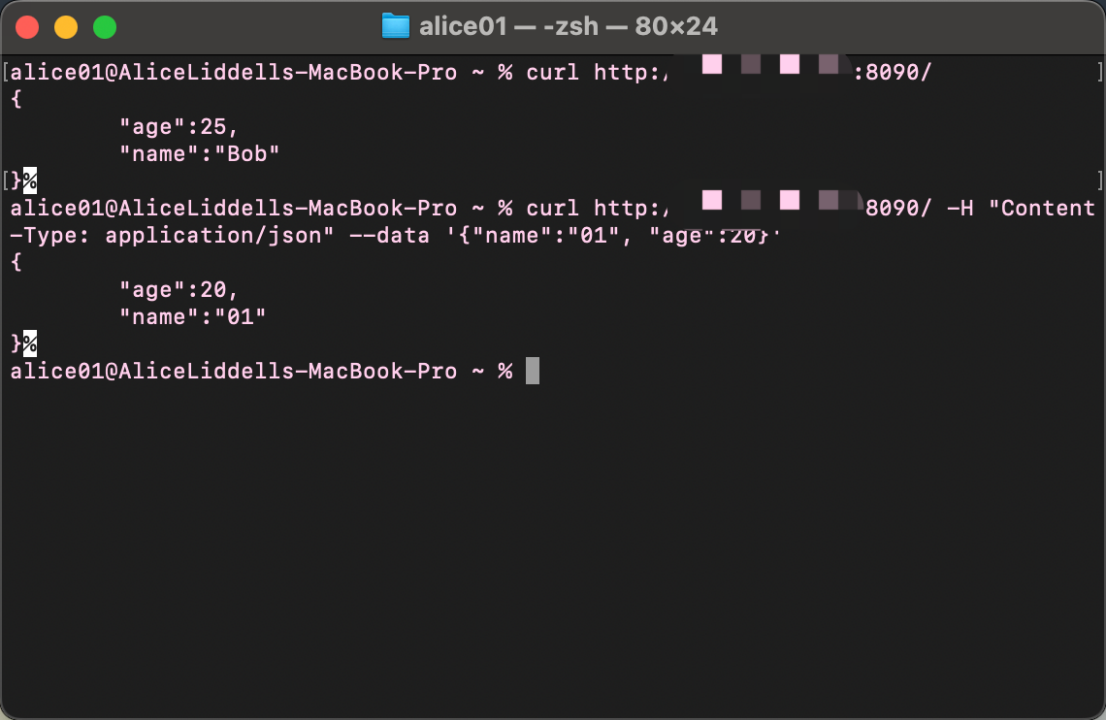 alice01 — -zsh — 80×24
[alice01@AliceLiddells-MacBook-Pro ~ % curl http:/ :8090/ ]
{
"age":25,
"name":"Bob"
[}% ]
alice01@AliceLiddells-MacBook-Pro ~ % curl http:/ 8090/ -H "Content
-Type: application/json" --data '{"name":"01", "age":20}'
{
"age":20,
"name":"01"
}%
alice01@AliceLiddells-MacBook-Pro ~ %